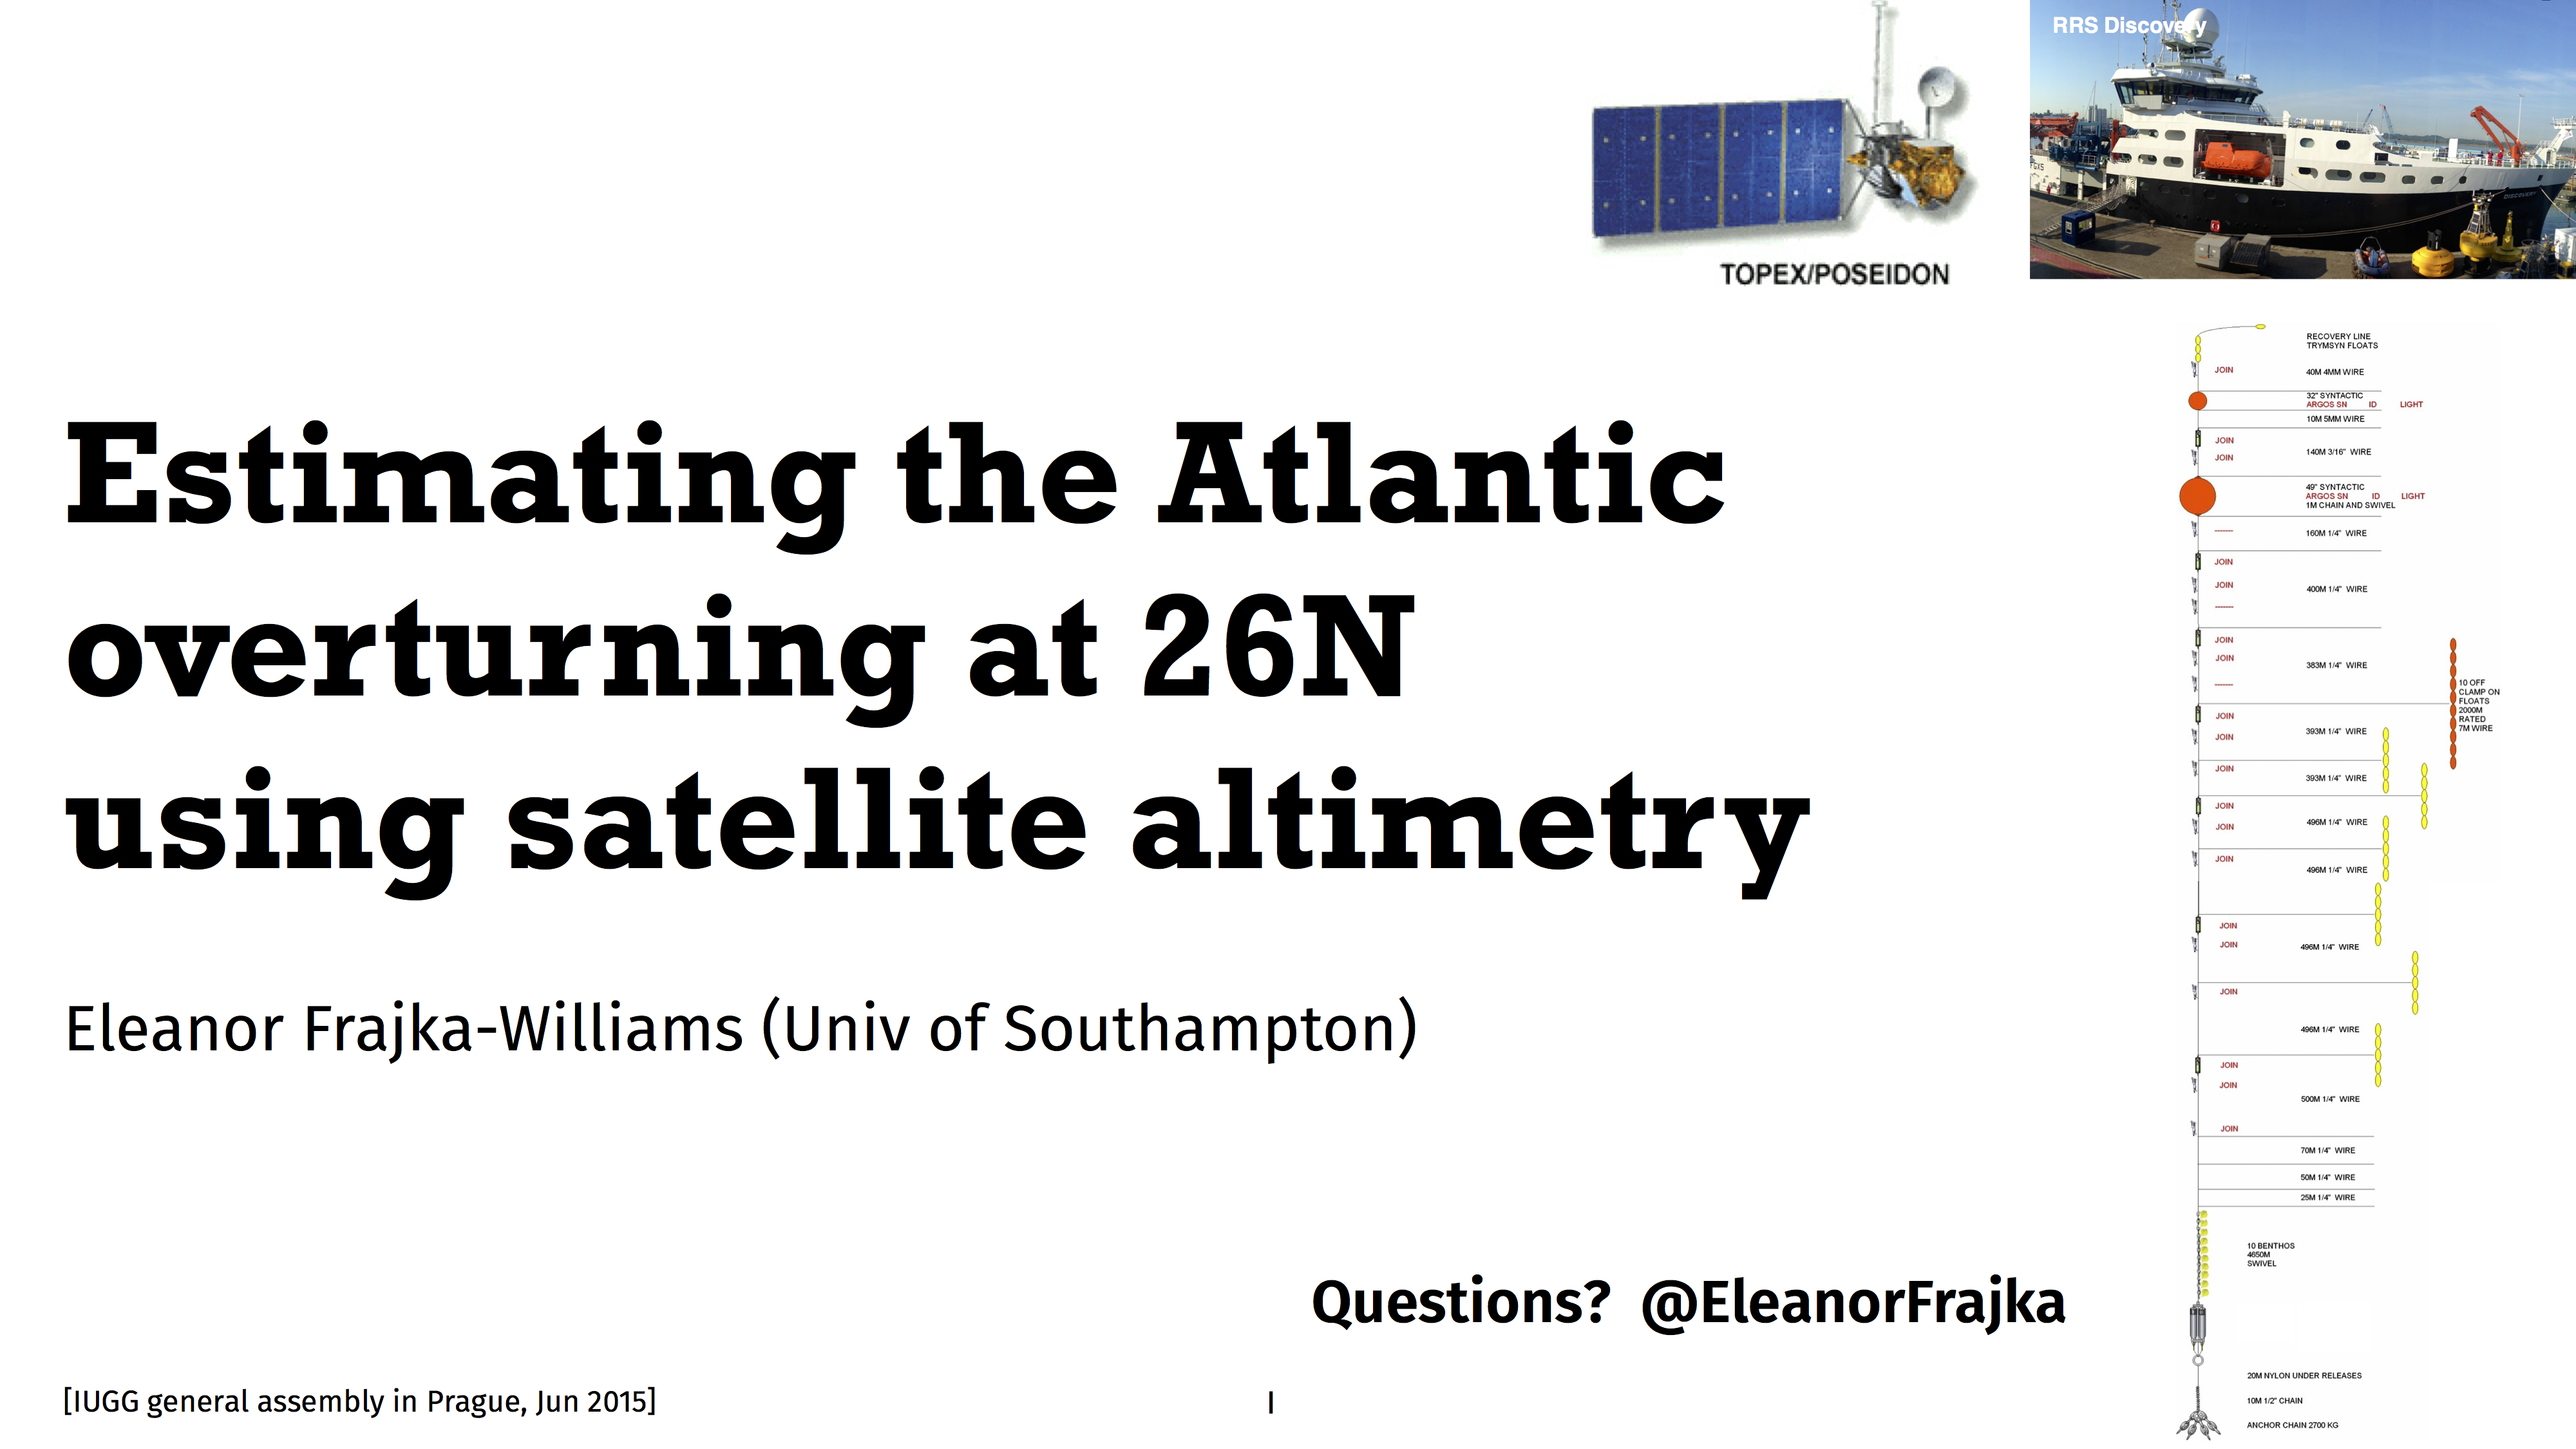 RRS Discovery
TOPEX/POSEIDON
Estimating the Atlantic
overturning at 26N
using satellite altimetry
Eleanor Frajka-Williams (Univ of Southampton)
Questions? @EleanorFrajka
[IUGG general assembly in Prague, Jun 2015]
1
RECOVERY LINE
TRYMSYN FLOATS
JOIN
40M 4MM WIRE
32" SYNTACTIC
ARGOS SN ID LIGHT
10M 5MM WIRE
JOIN
140M 3/16" WIRE
JOIN
49" SYNTACTIC
ARGOS SN ID LIGHT
1M CHAIN AND SWIVEL
--------
160M 1/4" WIRE
JOIN
JOIN
400M 1/4" WIRE
--------
JOIN
JOIN
383M 1/4" WIRE
--------
10 OFF
CLAMP ON
FLOATS
2000M
RATED
7M WIRE
JOIN
393M 1/4" WIRE
JOIN
JOIN
393M 1/4" WIRE
JOIN
496M 1/4" WIRE
JOIN
JOIN
496M 1/4" WIRE
JOIN
JOIN
496M 1/4" WIRE
JOIN
496M 1/4" WIRE
JOIN
JOIN
500M 1/4" WIRE
JOIN
70M 1/4" WIRE
50M 1/4" WIRE
25M 1/4" WIRE
10 BENTHOS
4650M
SWIVEL
20M NYLON UNDER RELEASES
10M 1/2" CHAIN
ANCHOR CHAIN 2700 KG